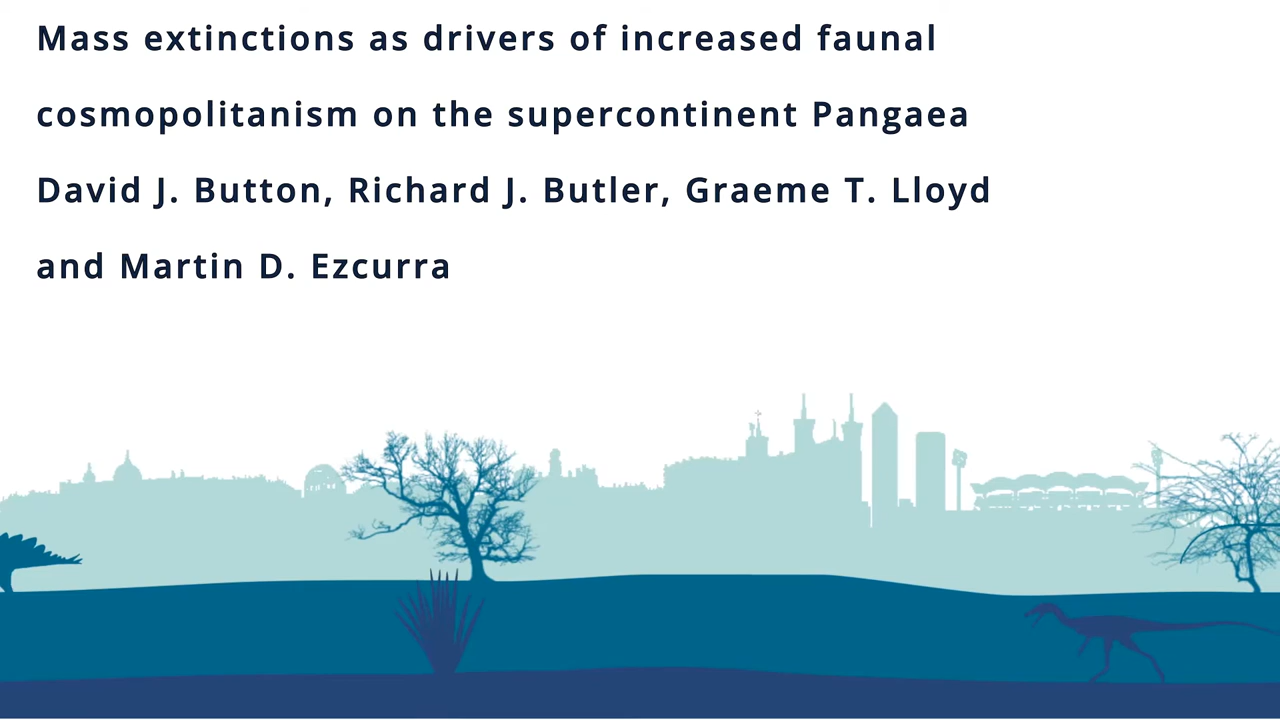 Mass extinctions as drivers of increased faunal
cosmopolitanism on the supercontinent Pangaea
David J. Button, Richard J. Butler, Graeme T. Lloyd
and Martin D. Ezcurra